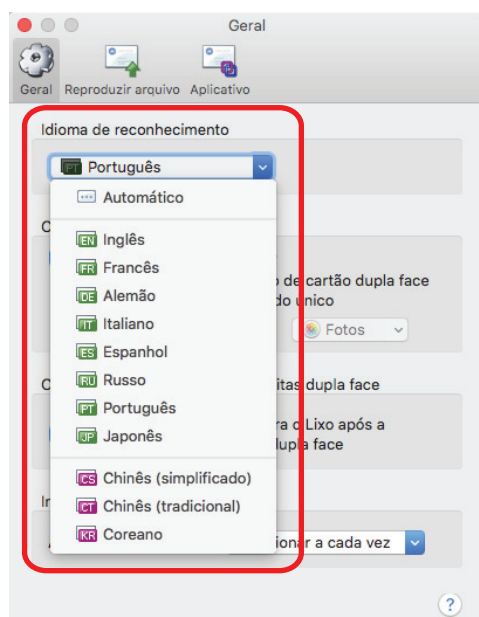 Geral
Geral Reproduzir arquivo Aplicativo
Idioma de reconhecimento
PT Português
Automático
EN Inglês
FR Francês
de cartão dupla face
DE Alemão
do único
IT Italiano
Fotos
ES Espanhol
RU Russo
itas dupla face
PT Português
ra o Lixo após a
JP Japonês
dupla face
CS Chinês (simplificado)
CT Chinês (tradicional)
KR Coreano
ionar a cada vez
?